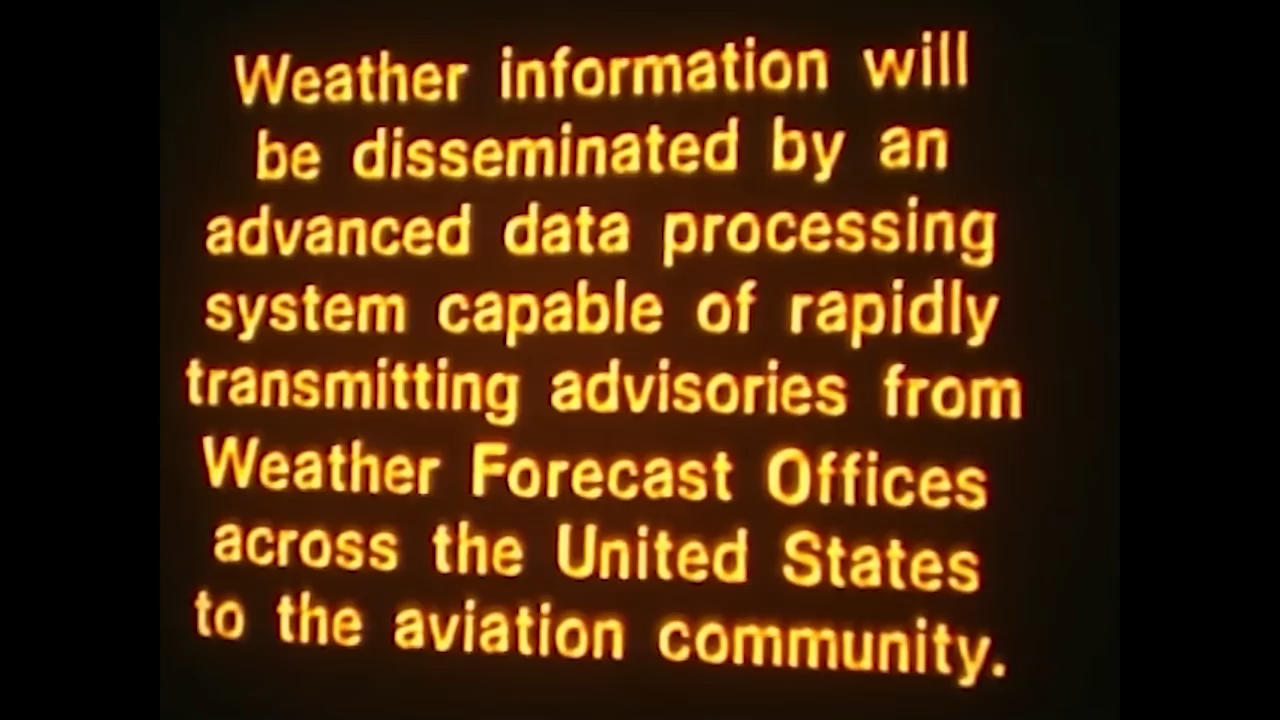 Weather information will
be disseminated by an
advanced data processing
system capable of rapidly
transmitting advisories from
Weather Forecast Offices
across the United States
to the aviation community.